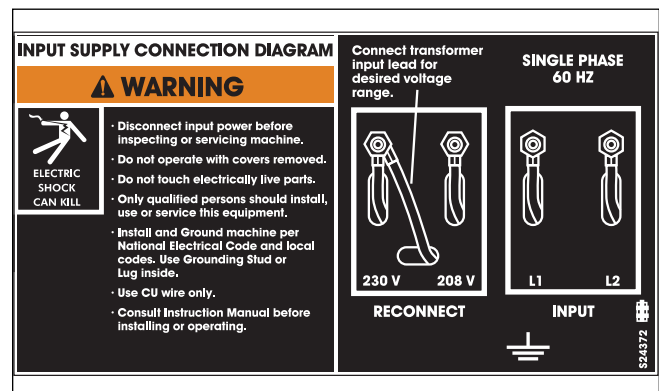 INPUT SUPPLY CONNECTION DIAGRAM
WARNING
ELECTRIC
SHOCK
CAN KILL
· Disconnect input power before
inspecting or servicing machine.
· Do not operate with covers removed.
· Do not touch electrically live parts.
· Only qualified persons should install,
use or service this equipment.
· Install and Ground machine per
National Electrical Code and local
codes. Use Grounding Stud or
Lug inside.
· Use CU wire only.
· Consult Instruction Manual before
installing or operating.
Connect transformer
input lead for
desired voltage
range.
SINGLE PHASE
60 HZ
230 V 208 V
RECONNECT
L1 L2
INPUT
S24372